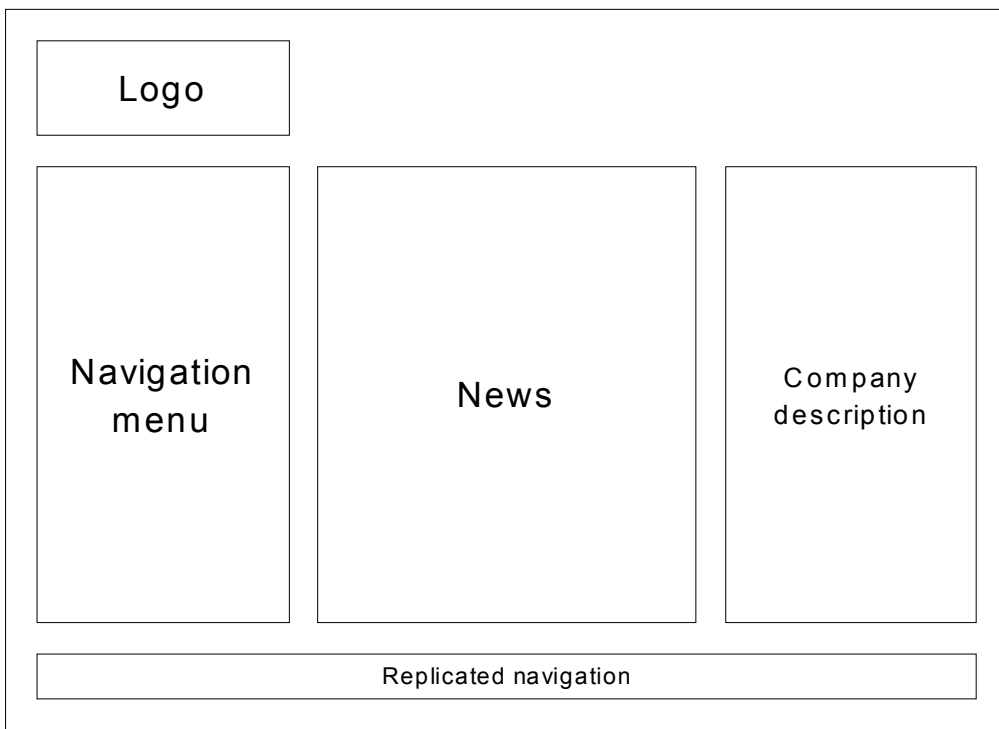 Logo
Navigation
menu
News
Company
description
Replicated navigation